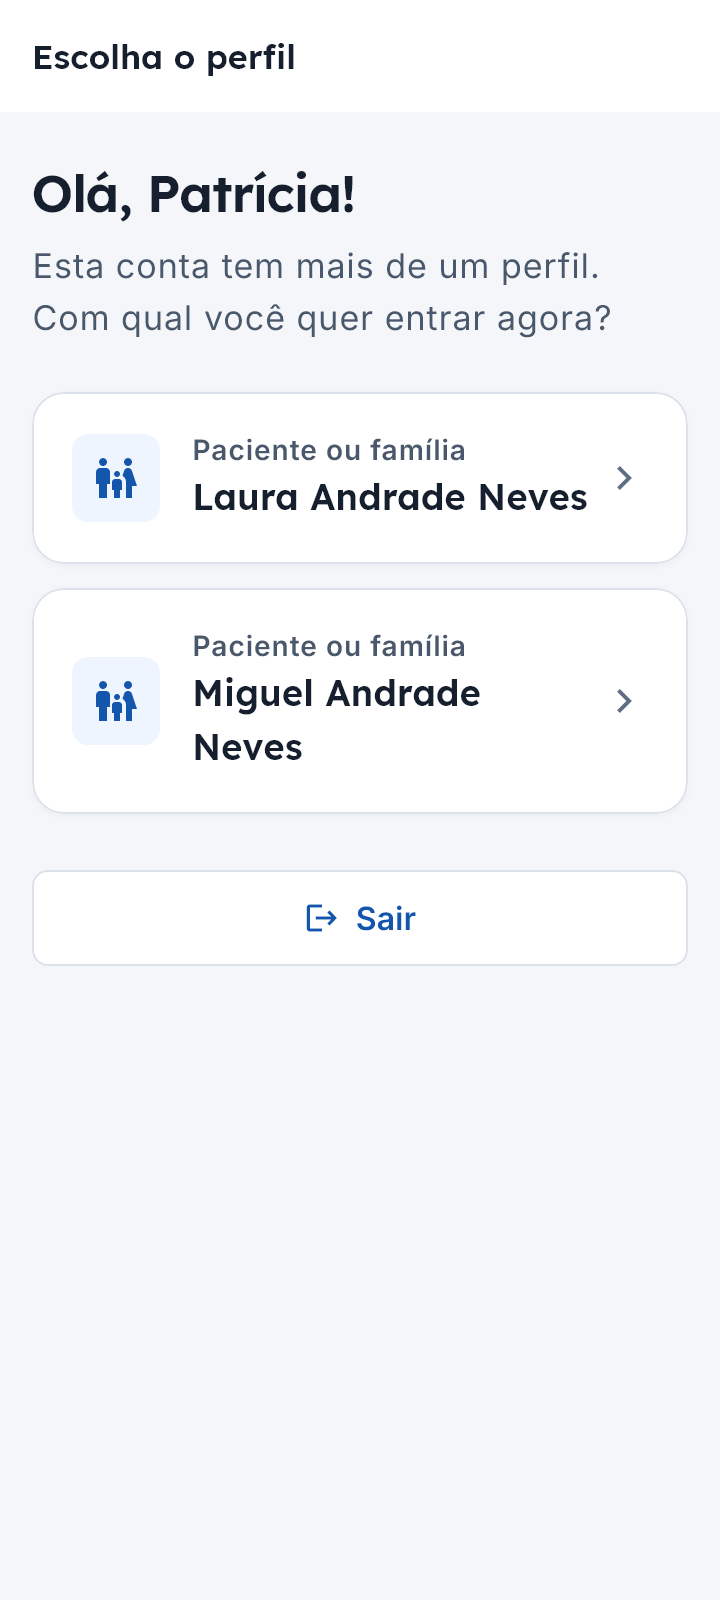 Escolha o perfil
Olá, Patrícia!
Esta conta tem mais de um perfil.
Com qual você quer entrar agora?
Paciente ou família
Laura Andrade Neves
Paciente ou família
Miguel Andrade
Neves
Sair